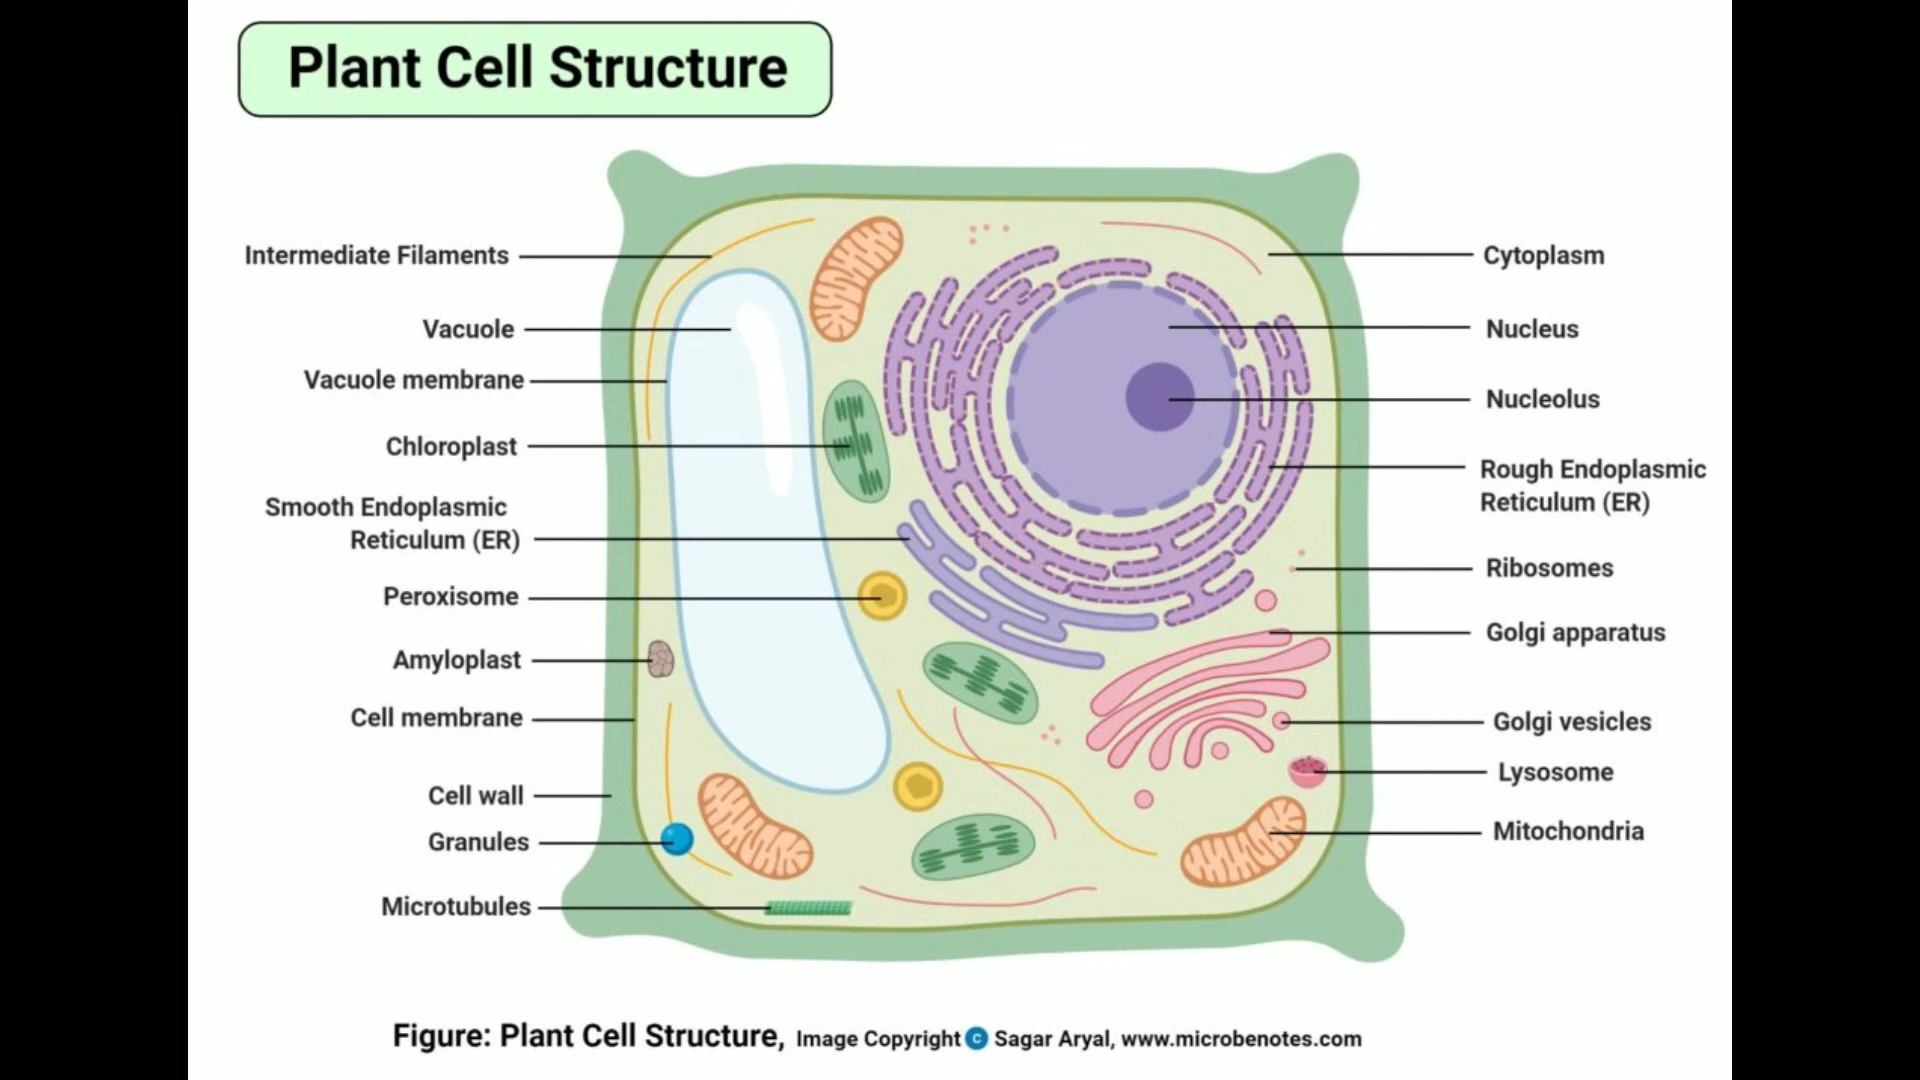 Plant Cell Structure
Intermediate Filaments
Vacuole
Vacuole membrane
Chloroplast
Smooth Endoplasmic
Reticulum (ER)
Peroxisome
Amyloplast
Cell membrane
Cell wall
Granules
Microtubules
Cytoplasm
Nucleus
Nucleolus
Rough Endoplasmic
Reticulum (ER)
Ribosomes
Golgi apparatus
Golgi vesicles
Lysosome
Mitochondria
Figure: Plant Cell Structure, Image Copyright © Sagar Aryal, www.microbenotes.com